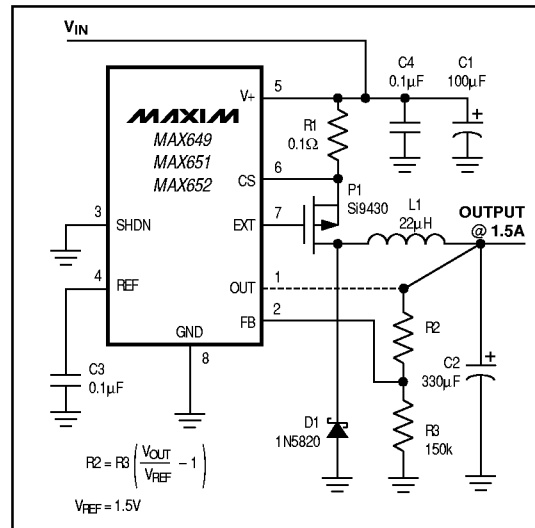 VIN
C4
0.1µF
C1
100µF
+
V+
5
MAXIM
MAX649
MAX651
MAX652
R1
0.1Ω
CS
6
P1
Si9430
3
SHDN
EXT
7
L1
22µH
OUTPUT
@ 1.5A
4
REF
OUT
1
FB
2
R2
C2
330µF
+
GND
8
C3
0.1µF
D1
1N5820
R3
150k
R2 = R3 ( VOUT / VREF – 1 )
VREF = 1.5V